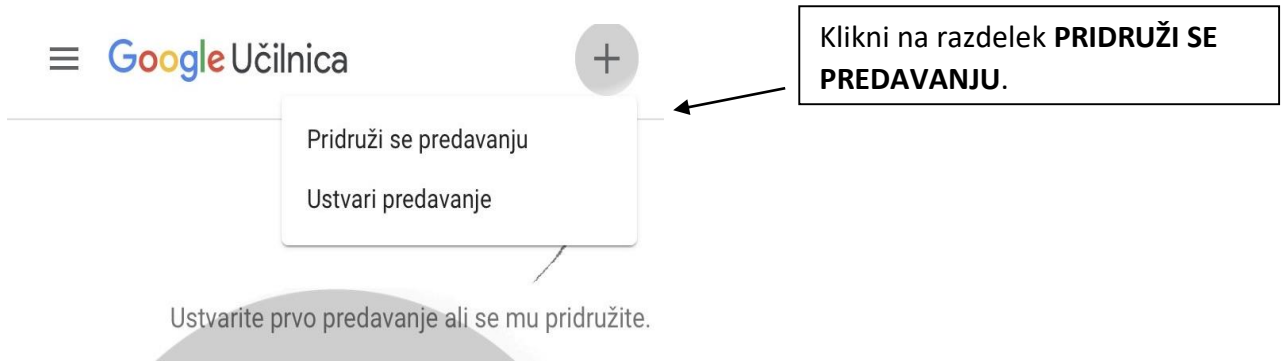 Google Učilnica
Klikni na razdelek PRIDRUŽI SE
PREDAVANJU.
Pridruži se predavanju
Ustvari predavanje
Ustvarite prvo predavanje ali se mu pridružite.